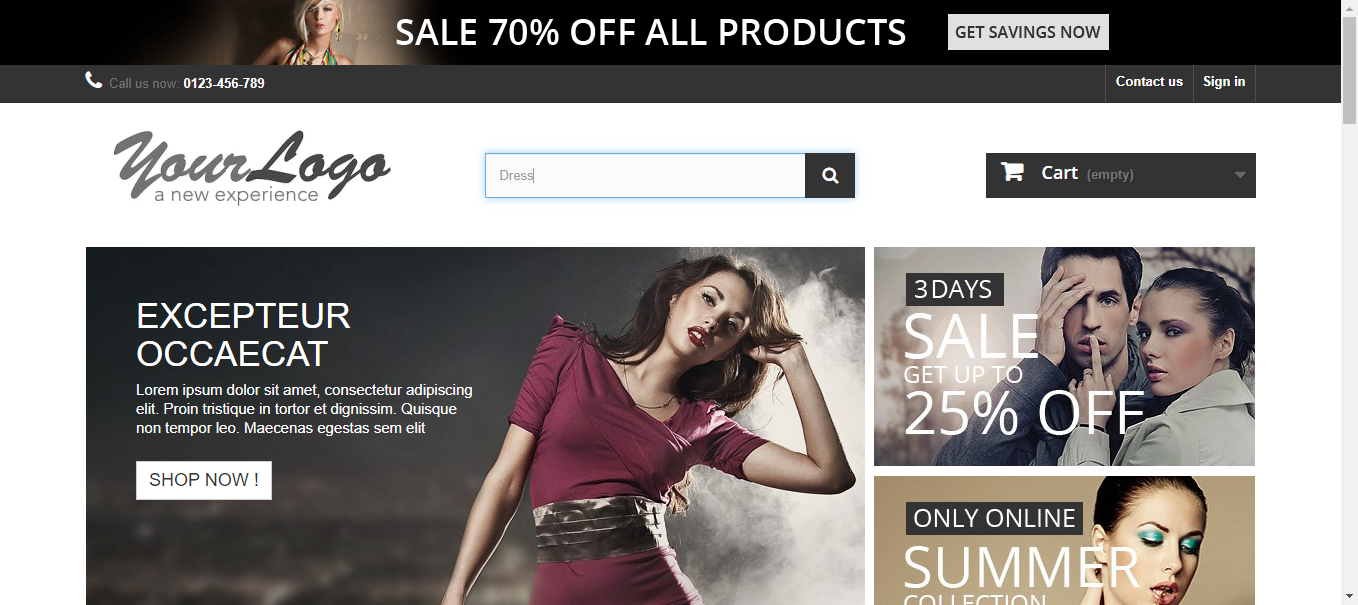 SALE 70% OFF ALL PRODUCTS
GET SAVINGS NOW
Call us now: 0123-456-789
Contact us
Sign in
YourLogo
a new experience
Dress
Cart (empty)
EXCEPTEUR
OCCAECAT
Lorem ipsum dolor sit amet, consectetur adipiscing
elit. Proin tristique in tortor et dignissim. Quisque
non tempor leo. Maecenas egestas sem elit
SHOP NOW !
3 DAYS
SALE
GET UP TO
25% OFF
ONLY ONLINE
SUMMER
COLLECTION